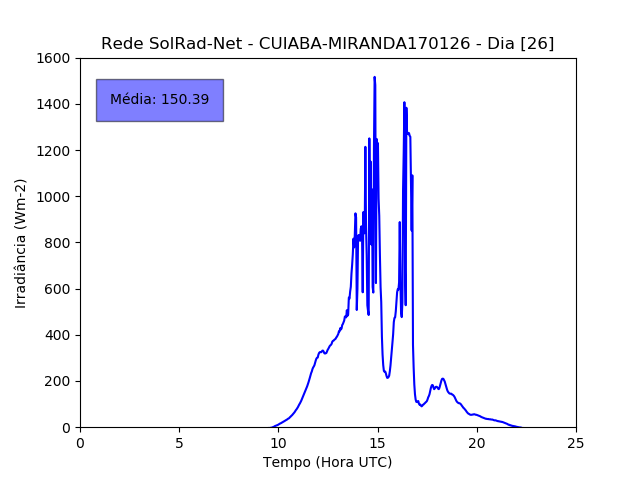 Rede SolRad-Net - CUIABA-MIRANDA170126 - Dia [26]
Média: 150.39
Irradiância (Wm-2)
1600
1400
1200
1000
800
600
400
200
0
0 5 10 15 20 25
Tempo (Hora UTC)